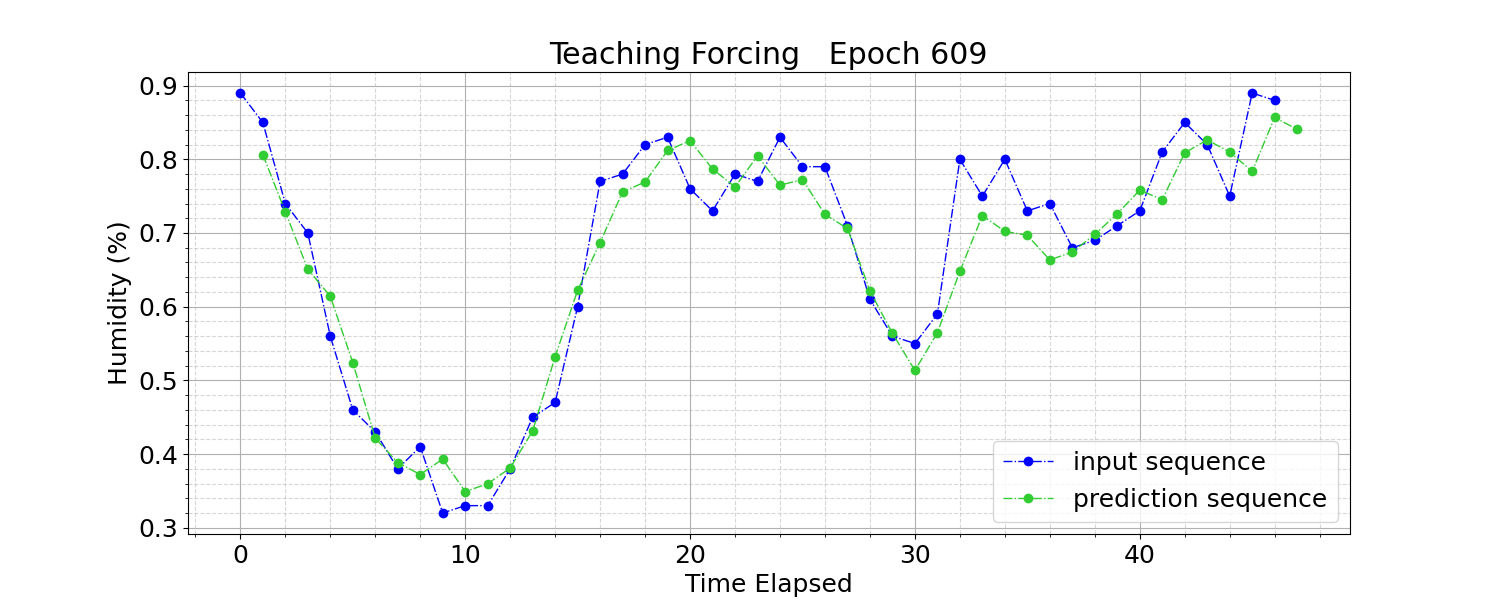 Teaching Forcing   Epoch 609
Humidity (%)
0.9
0.8
0.7
0.6
0.5
0.4
0.3
input sequence
prediction sequence
0 10 20 30 40
Time Elapsed